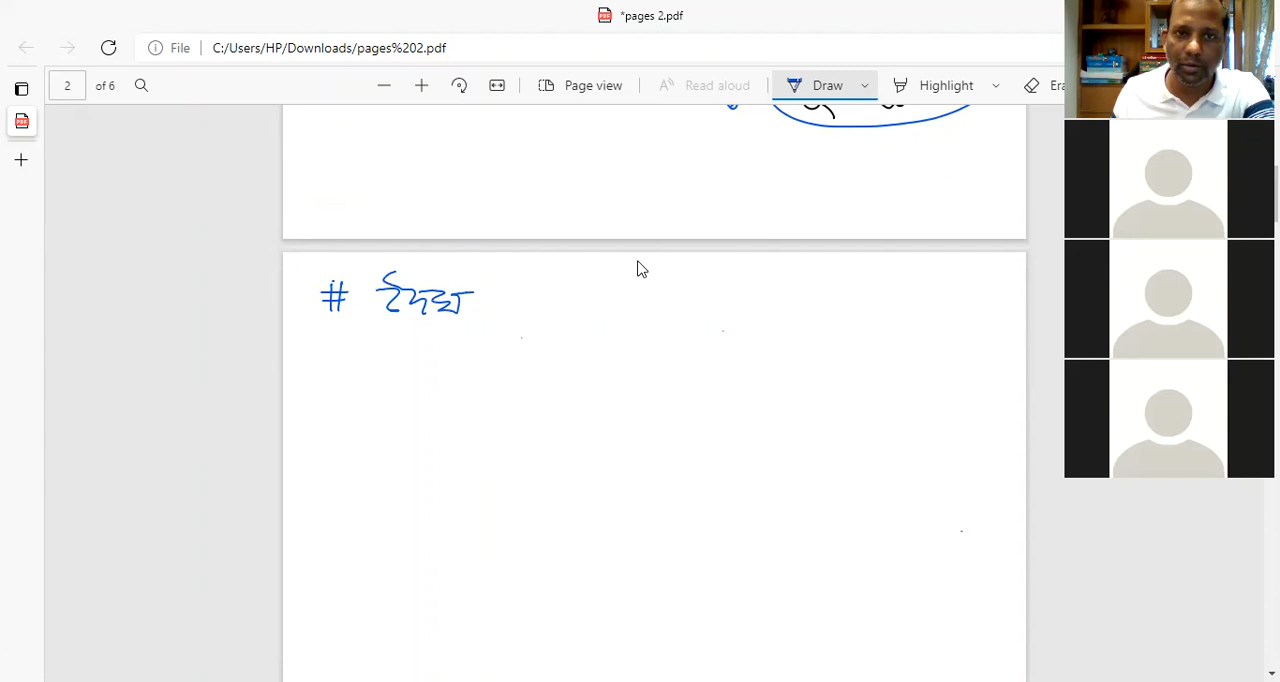 *pages 2.pdf
File C:/Users/HP/Downloads/pages%202.pdf
2 of 6 Page view Read aloud Draw Highlight Era
#